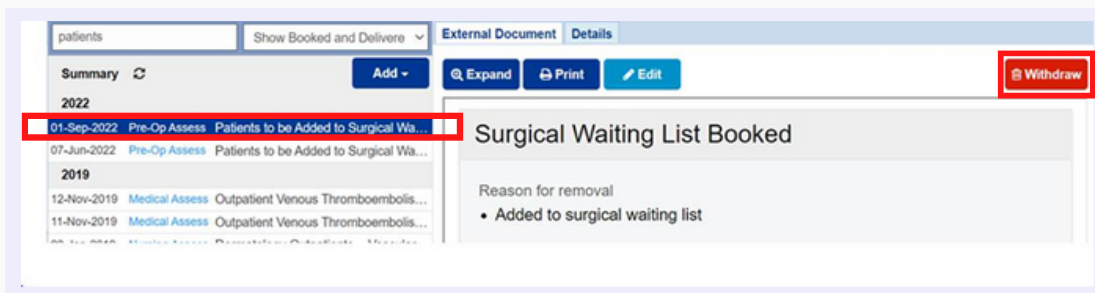 patients
Show Booked and Delivere
External Document Details
Summary
Add
Expand Print Edit
Withdraw
2022
01-Sep-2022 Pre-Op Assess Patients to be Added to Surgical Wa...
07-Jun-2022 Pre-Op Assess Patients to be Added to Surgical Wa...
2019
12-Nov-2019 Medical Assess Outpatient Venous Thromboembolis...
11-Nov-2019 Medical Assess Outpatient Venous Thromboembolis...
Surgical Waiting List Booked
Reason for removal
• Added to surgical waiting list